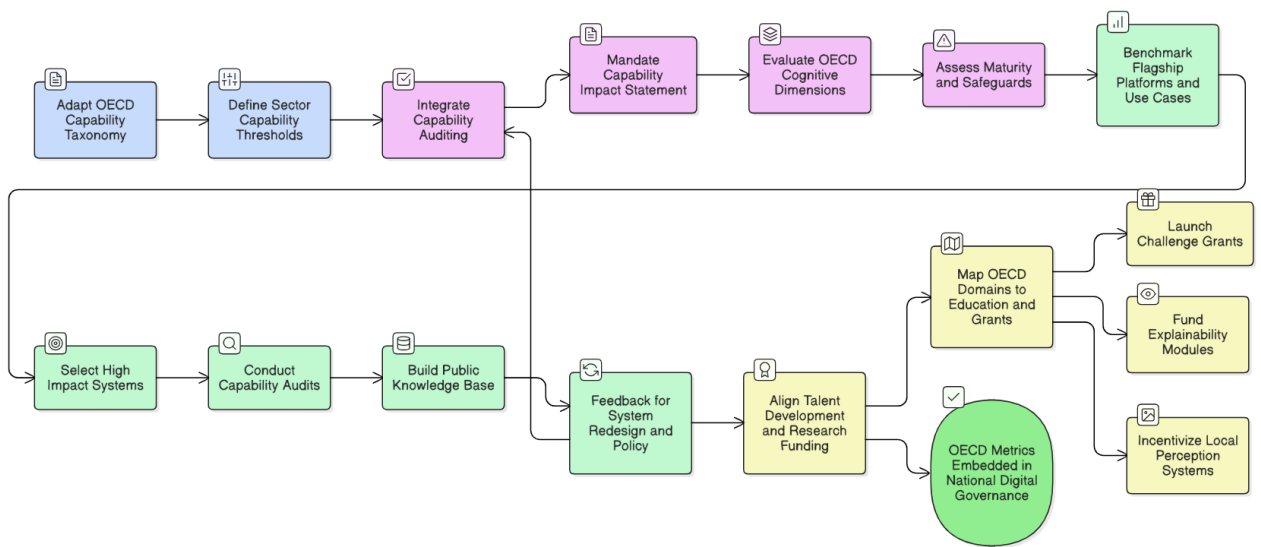 Adapt OECD
Capability
Taxonomy
Define Sector
Capability
Thresholds
Integrate
Capability
Auditing
Mandate
Capability
Impact Statement
Evaluate OECD
Cognitive
Dimensions
Assess Maturity
and Safeguards
Benchmark
Flagship
Platforms and
Use Cases
Select High
Impact Systems
Conduct
Capability Audits
Build Public
Knowledge Base
Feedback for
System
Redesign and
Policy
Align Talent
Development
and Research
Funding
Map OECD
Domains to
Education and
Grants
Launch
Challenge Grants
Fund
Explainability
Modules
Incentivize Local
Perception
Systems
OECD Metrics
Embedded in
National Digital
Governance